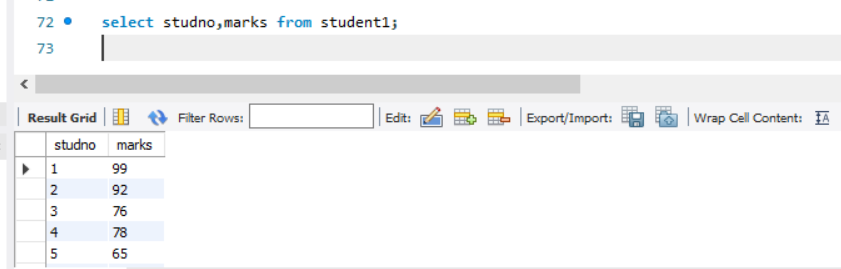 72 select studno,marks from student1;
73
Result Grid Filter Rows: Edit: Export/Import: Wrap Cell Content: IA
studno marks
1 99
2 92
3 76
4 78
5 65